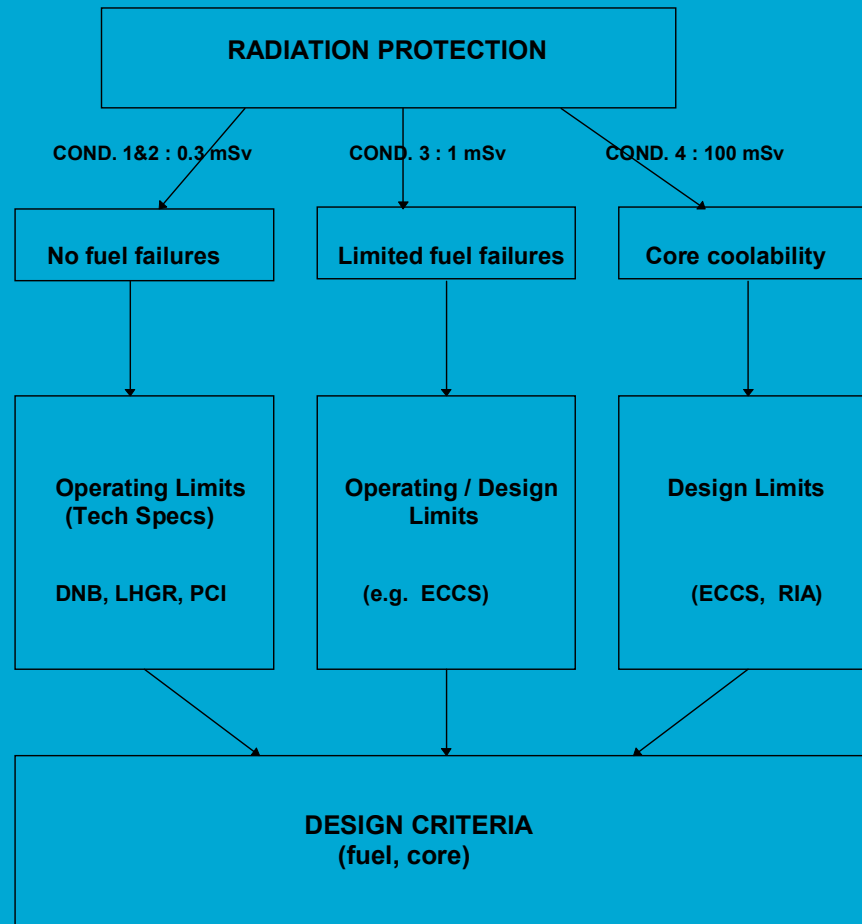 RADIATION PROTECTION
COND. 1&2 : 0.3 mSv
COND. 3 : 1 mSv
COND. 4 : 100 mSv
No fuel failures
Limited fuel failures
Core coolability
Operating Limits
(Tech Specs)
DNB, LHGR, PCI
Operating / Design
Limits
(e.g. ECCS)
Design Limits
(ECCS, RIA)
DESIGN CRITERIA
(fuel, core)